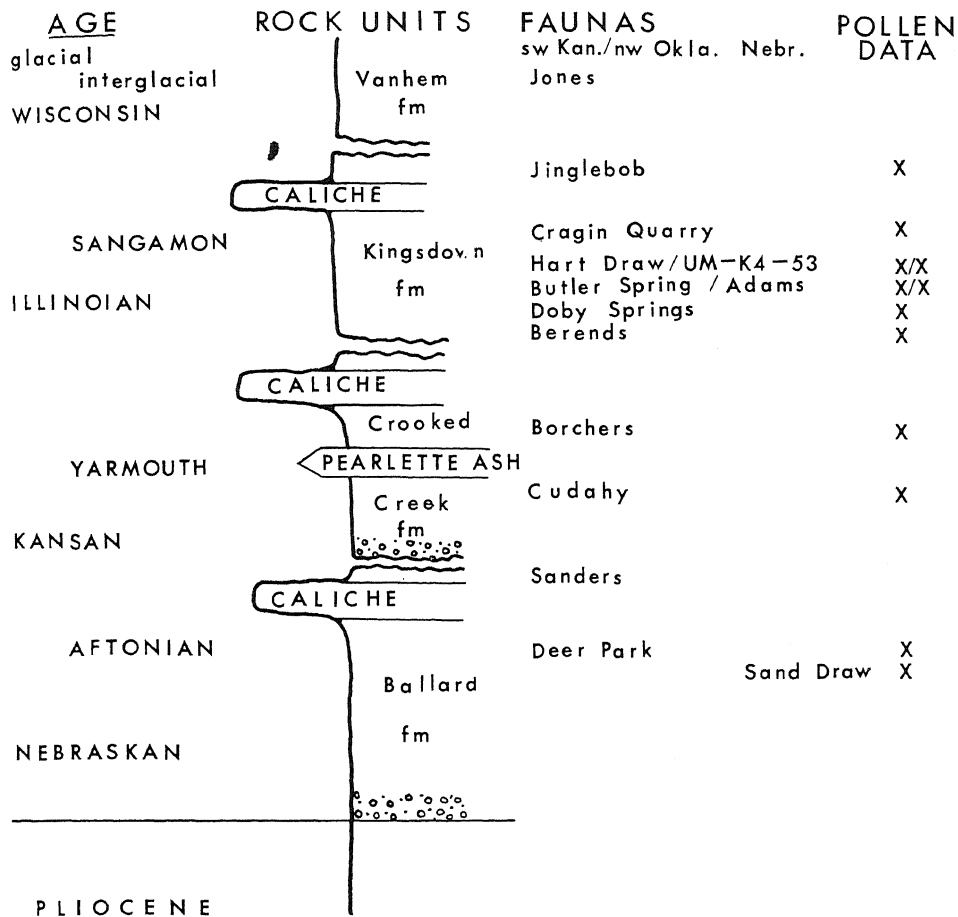 AGE ROCK UNITS FAUNAS POLLEN
glacial sw Kan./nw Okla. Nebr. DATA
interglacial Vanhem Jones
WISCONSIN fm
Jinglebob X
CALICHE
SANGAMON Kingsdown Cragin Quarry X
fm Hart Draw/UM-K4-53 X/X
ILLINOIAN Butler Spring / Adams X/X
Doby Springs X
Berends X
CALICHE
Crooked Borchers X
YARMOUTH PEARLETTE ASH
Creek Cudahy X
KANSAN fm
Sanders
CALICHE
AFTONIAN Deer Park X
Ballard Sand Draw X
NEBRASKAN fm
PLIOCENE